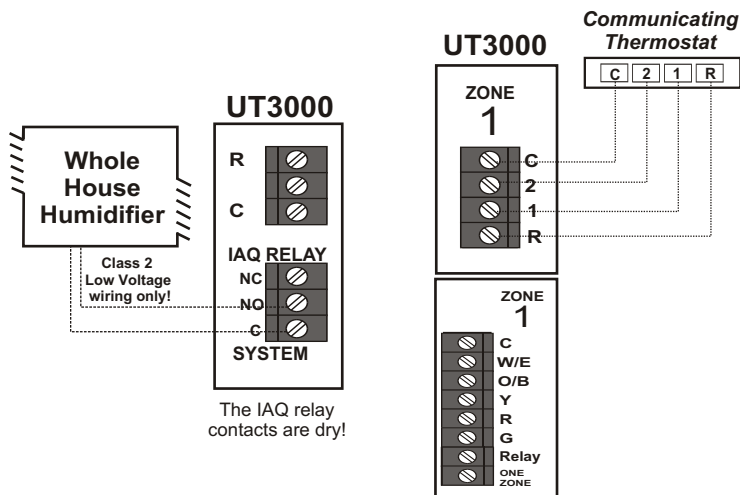 UT3000
R
C
IAQ RELAY
NC
NO
C
SYSTEM
Whole
House
Humidifier
Class 2
Low Voltage
wiring only!
The IAQ relay
contacts are dry!
UT3000
ZONE
1
C
2
1
R
Communicating
Thermostat
C 2 1 R
ZONE
1
C
W/E
O/B
Y
R
G
Relay
ONE
ZONE